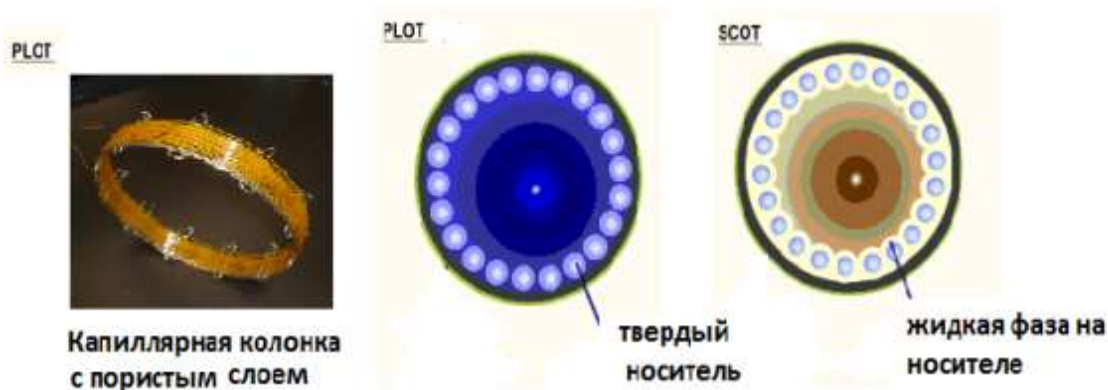 PLOT
PLOT
SCOT
Капиллярная колонка
с пористым слоем
твердый
носитель
жидкая фаза на
носителе